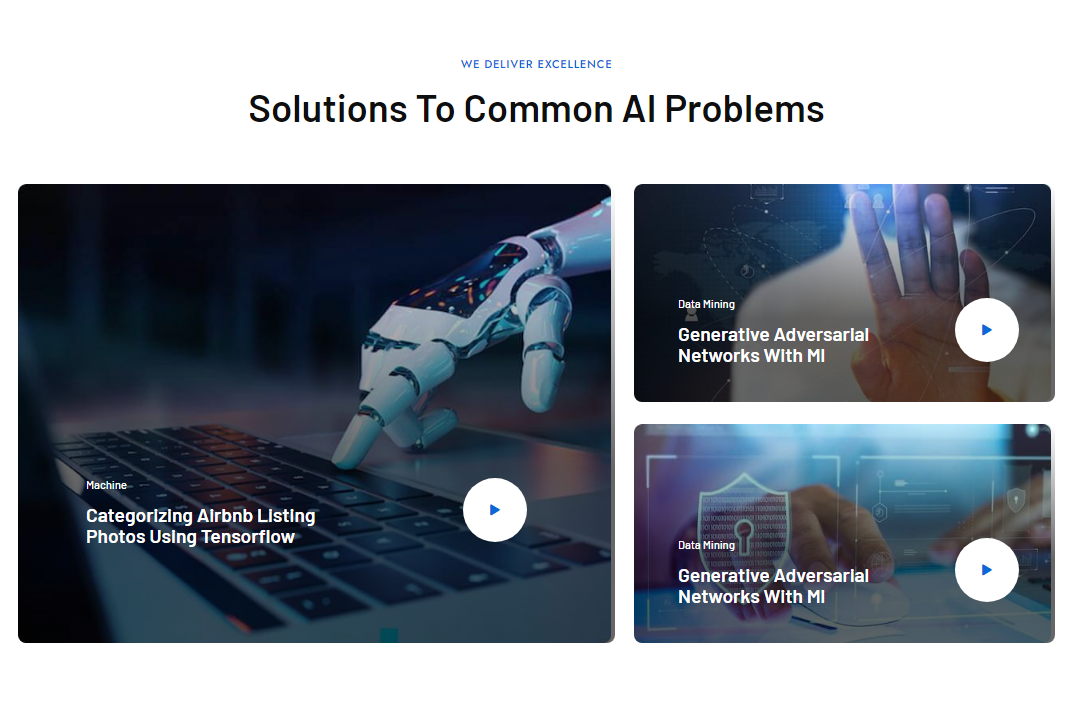 WE DELIVER EXCELLENCE
Solutions To Common AI Problems
Machine
Categorizing Airbnb Listing
Photos Using Tensorflow
Data Mining
Generative Adversarial
Networks With Ml
Data Mining
Generative Adversarial
Networks With Ml